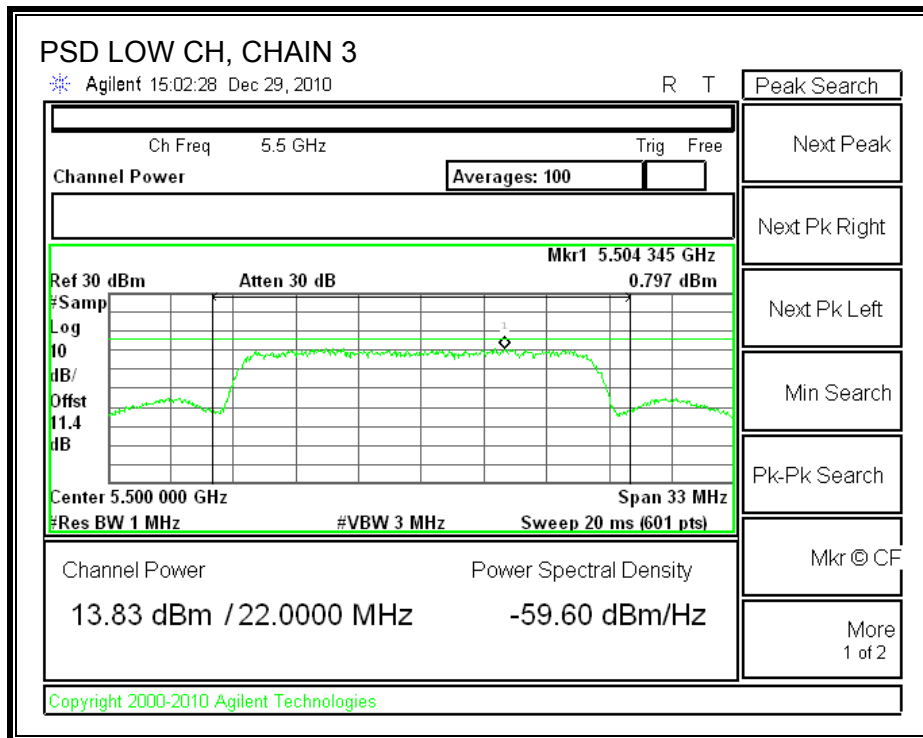 PSD LOW CH, CHAIN 3
Agilent 15:02:28 Dec 29, 2010 R T
Peak Search
Ch Freq 5.5 GHz Trig Free
Channel Power Averages: 100
Mkr1 5.504 345 GHz
Ref 30 dBm Atten 30 dB 0.797 dBm
#Samp
Log
10
dB/
Offst
11.4
dB
1
Center 5.500 000 GHz Span 33 MHz
#Res BW 1 MHz #VBW 3 MHz Sweep 20 ms (601 pts)
Channel Power Power Spectral Density
13.83 dBm / 22.0000 MHz -59.60 dBm/Hz
Next Peak
Next Pk Right
Next Pk Left
Min Search
Pk-Pk Search
Mkr © CF
More
1 of 2
Copyright 2000-2010 Agilent Technologies